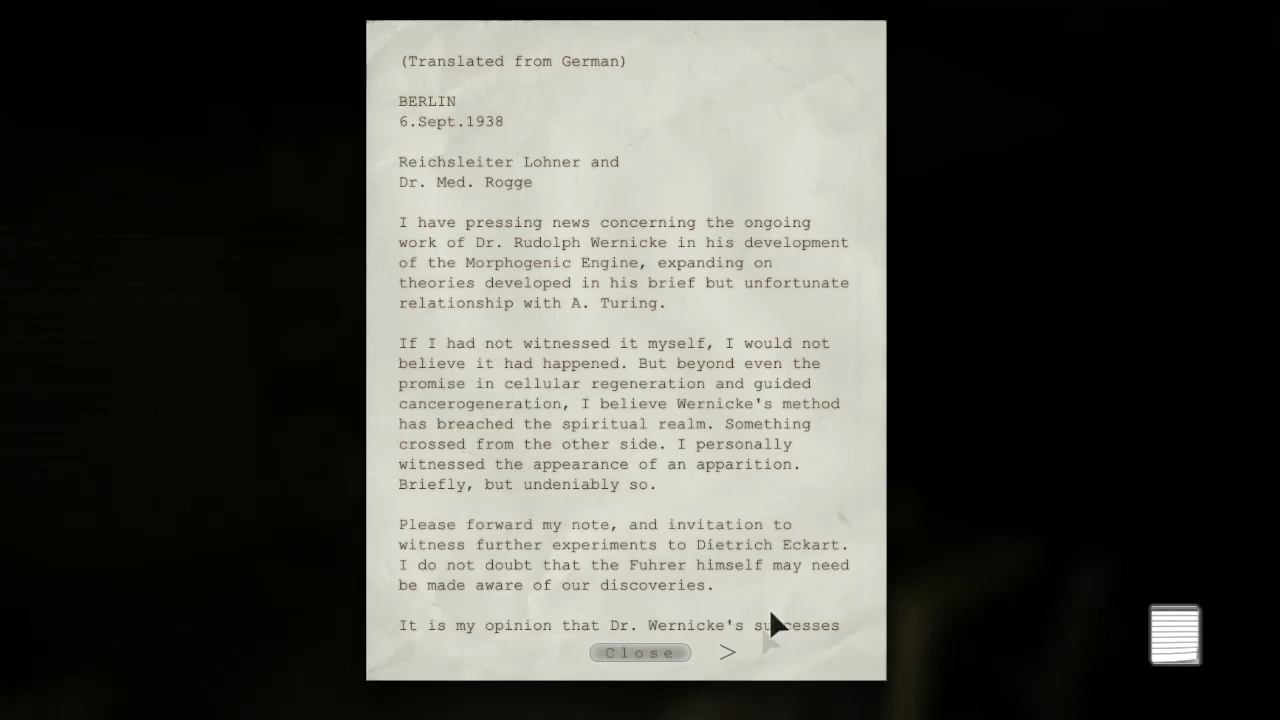 (Translated from German)
BERLIN
6.Sept.1938
Reichsleiter Lohner and
Dr. Med. Rogge
I have pressing news concerning the ongoing
work of Dr. Rudolph Wernicke in his development
of the Morphogenic Engine, expanding on
theories developed in his brief but unfortunate
relationship with A. Turing.
If I had not witnessed it myself, I would not
believe it had happened. But beyond even the
promise in cellular regeneration and guided
cancerogeneration, I believe Wernicke's method
has breached the spiritual realm. Something
crossed from the other side. I personally
witnessed the appearance of an apparition.
Briefly, but undeniably so.
Please forward my note, and invitation to
witness further experiments to Dietrich Eckart.
I do not doubt that the Fuhrer himself may need
be made aware of our discoveries.
It is my opinion that Dr. Wernicke's successes
Close >